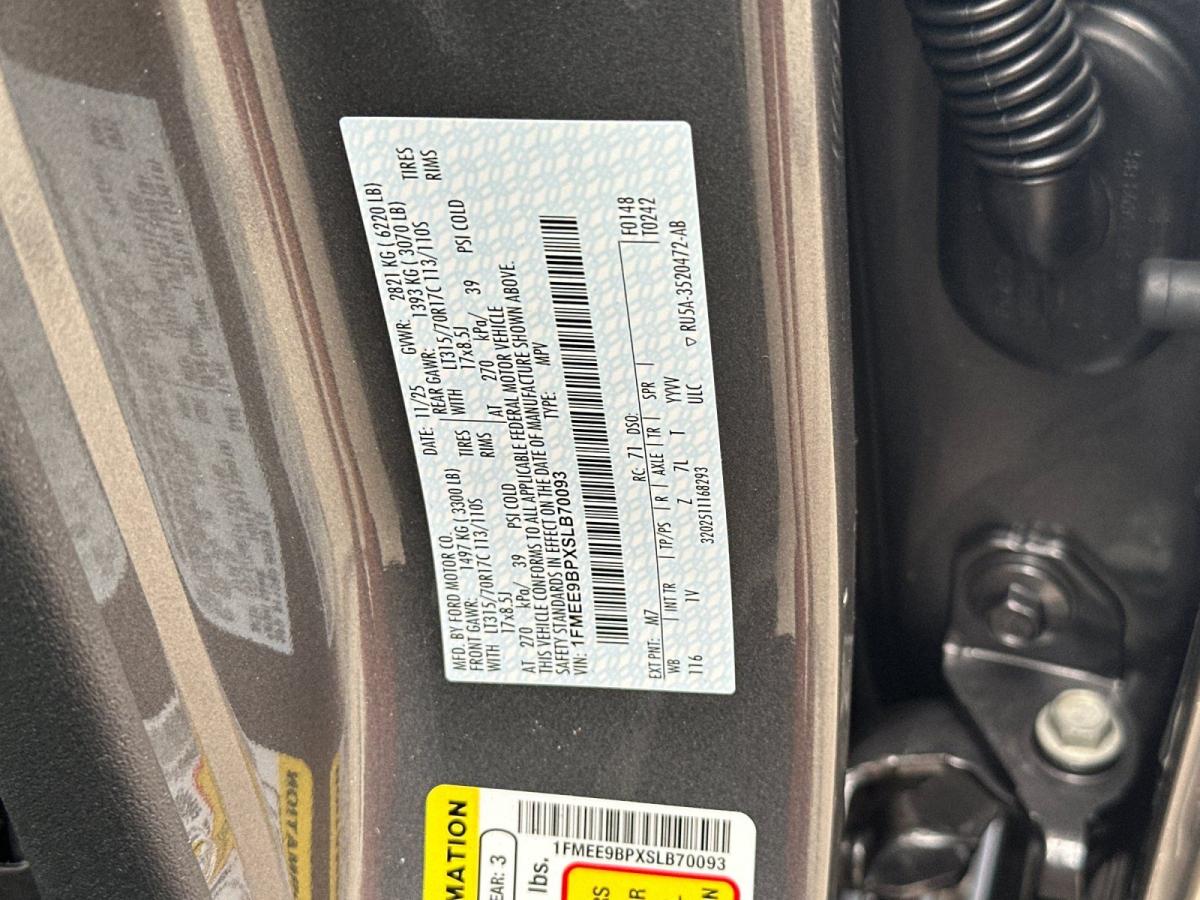 MFD. BY FORD MOTOR CO.
DATE: 11/25 GVWR: 2821 KG ( 6220 LB)
FRONT GAWR: 1497 KG ( 3300 LB) REAR GAWR: 1393 KG ( 3070 LB)
WITH LT315/70R17C 113/110S TIRES WITH LT315/70R17C 113/110S TIRES
17x8.5J RIMS 17x8.5J RIMS
AT 270 kPa/ 39 PSI COLD AT 270 kPa/ 39 PSI COLD
THIS VEHICLE CONFORMS TO ALL APPLICABLE FEDERAL MOTOR VEHICLE
SAFETY STANDARDS IN EFFECT ON THE DATE OF MANUFACTURE SHOWN ABOVE.
VIN: 1FMEE9BPXSLB70093 TYPE: MPV
F0148
T0242
EXT PNT: M7 RC: 71 DSO:
WB INT TR TP/PS R AXLE TR SPR
116 1V Z 7L T YYVV
ULC
3202511168293 ▽ RU5A-3520472-AB
MATION
EAR: 3
lbs.
1FMEE9BPXSLB70093